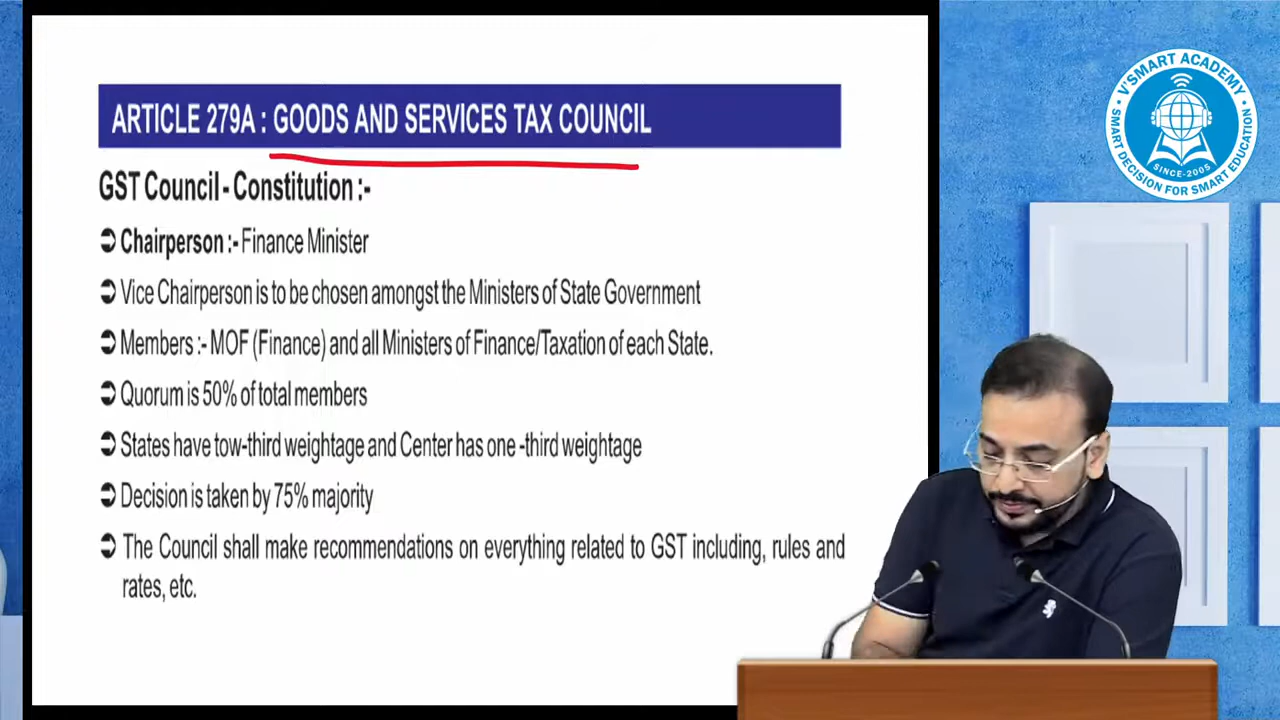 ARTICLE 279A : GOODS AND SERVICES TAX COUNCIL
GST Council - Constitution :-
➲ Chairperson :- Finance Minister
➲ Vice Chairperson is to be chosen amongst the Ministers of State Government
➲ Members :- MOF (Finance) and all Ministers of Finance/Taxation of each State.
➲ Quorum is 50% of total members
➲ States have tow-third weightage and Center has one -third weightage
➲ Decision is taken by 75% majority
➲ The Council shall make recommendations on everything related to GST including, rules and
rates, etc.
V'SMART ACADEMY
SINCE-2005
SMART DECISION FOR SMART EDUCATION